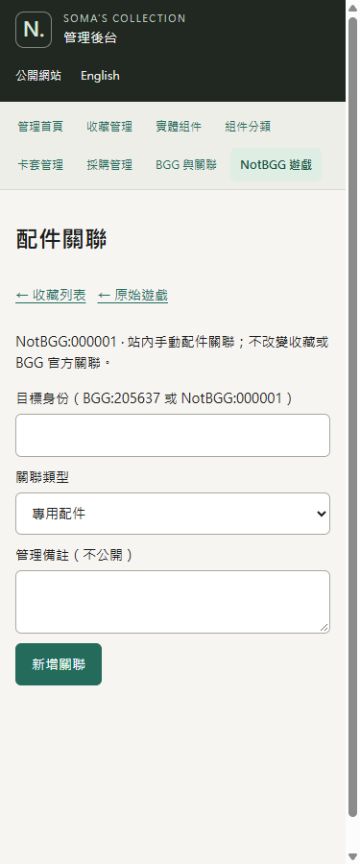 N.
SOMA'S COLLECTION
管理後台
公開網站 English
管理首頁 收藏管理 實體組件 組件分類
卡套管理 採購管理 BGG 與關聯 NotBGG 遊戲
配件關聯
← 收藏列表 ← 原始遊戲
NotBGG:000001 · 站內手動配件關聯；不改變收藏或
BGG 官方關聯。
目標身份（BGG:205637 或 NotBGG:000001）
關聯類型
專用配件
管理備註（不公開）
新增關聯